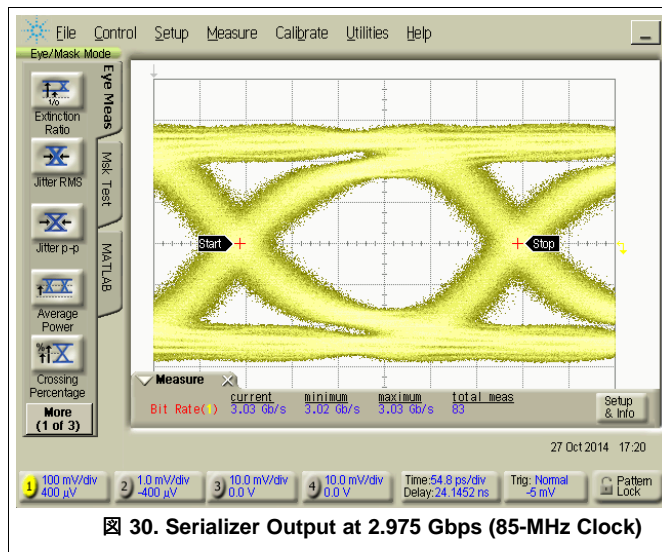 File Control Setup Measure Calibrate Utilities Help
Eye/Mask Mode
Extinction
Ratio
Jitter RMS
Jitter p-p
Average
Power
Crossing
Percentage
More
(1 of 3)
Eye Meas
Msk Test
MATLAB
Start
Stop
Measure
current minimum maximum total meas
Bit Rate(1) 3.03 Gb/s 3.02 Gb/s 3.03 Gb/s 83
Setup
& Info
27 Oct 2014 17:20
1 100 mV/div
400 µV
2 1.0 mV/div
-400 µV
3 10.0 mV/div
0.0 V
4 10.0 mV/div
0.0 V
Time:54.8 ps/div
Delay:24.1452 ns
Trig: Normal
-5 mV
Pattern
Lock
図 30. Serializer Output at 2.975 Gbps (85-MHz Clock)